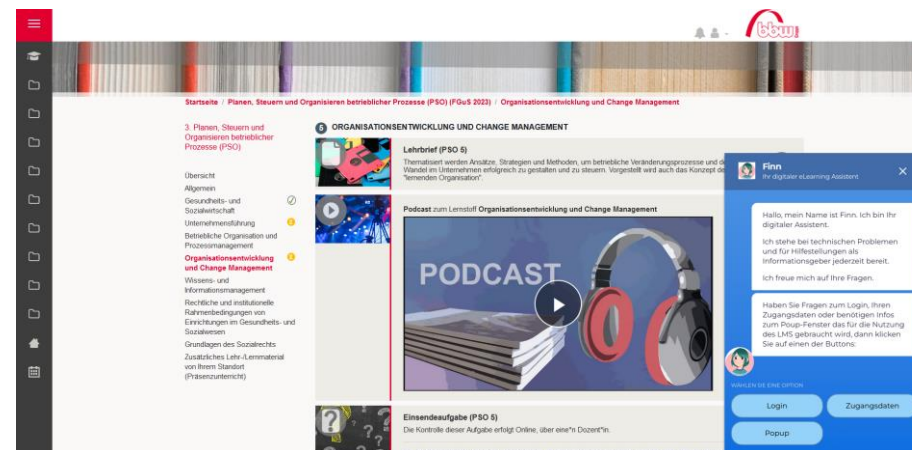 bbw
Startseite / Planen, Steuern und Organisieren betrieblicher Prozesse (PSO) (FGuS 2023) / Organisationsentwicklung und Change Management
3. Planen, Steuern und
Organisieren betrieblicher
Prozesse (PSO)
Übersicht
Allgemein
Gesundheits- und
Sozialwirtschaft
Unternehmensführung
Betriebliche Organisation und
Prozessmanagement
Organisationsentwicklung
und Change Management
Wissens- und
Informationsmanagement
Rechtliche und institutionelle
Rahmenbedingungen von
Einrichtungen im Gesundheits- und
Sozialwesen
Grundlagen des Sozialrechts
Zusätzliches Lehr-/Lernmaterial
von Ihrem Standort
(Präsenzunterricht)
5 ORGANISATIONSENTWICKLUNG UND CHANGE MANAGEMENT
Lehrbrief (PSO 5)
Thematisiert werden Ansätze, Strategien und Methoden, um betriebliche Veränderungsprozesse und de
Wandel im Unternehmen erfolgreich zu gestalten und zu steuern. Vorgestellt wird auch das Konzept de
"lernenden Organisation".
Podcast zum Lernstoff Organisationsentwicklung und Change Management
PODCAST
Einsendeaufgabe (PSO 5)
Die Kontrolle dieser Aufgabe erfolgt Online, über eine*n Dozent*in.
Finn
Ihr digitaler eLearning Assistent
Hallo, mein Name ist Finn. Ich bin Ihr
digitaler Assistent.
Ich stehe bei technischen Problemen
und für Hilfestellungen als
Informationsgeber jederzeit bereit.
Ich freue mich auf Ihre Fragen.
Haben Sie Fragen zum Login, Ihren
Zugangsdaten oder benötigen Infos
zum Poup-Fenster das für die Nutzung
des LMS gebraucht wird, dann klicken
Sie auf einen der Buttons:
WÄHLEN SIE EINE OPTION
Login
Zugangsdaten
Popup